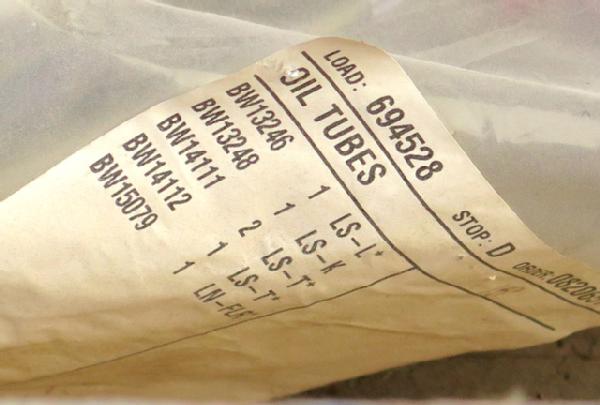 LOAD: 694528 STOP: D ORDER
OIL TUBES
BW13246 1 LS-L*
BW13248 1 LS-K
BW14111 2 LS-T*
BW14112 1 LS-T*
BW15079 1